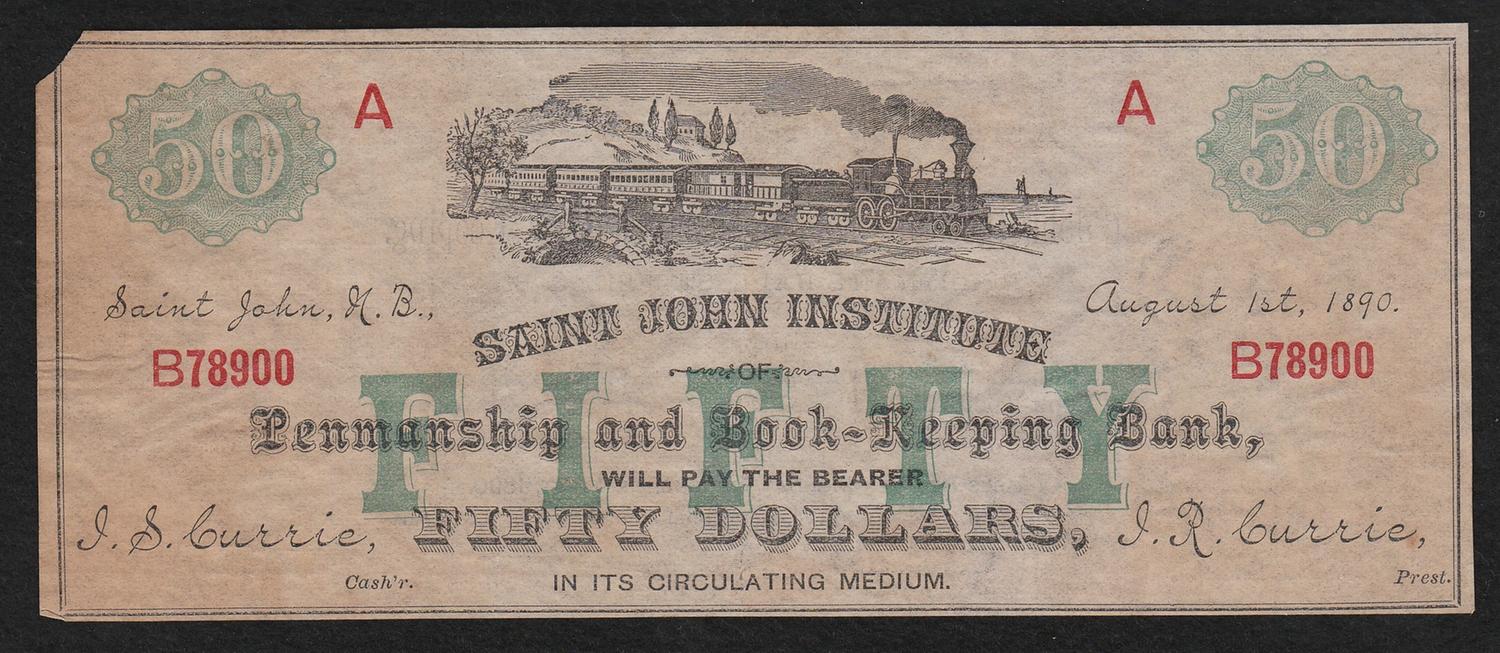 50 A A 50
Saint John, N. B., August 1st, 1890.
SAINT JOHN INSTITUTE
B78900 B78900
OF
FIFTY
Penmanship and Book-Keeping Bank,
WILL PAY THE BEARER
J. S. Currie, FIFTY DOLLARS, J. R. Currie,
Cash'r. IN ITS CIRCULATING MEDIUM. Prest.